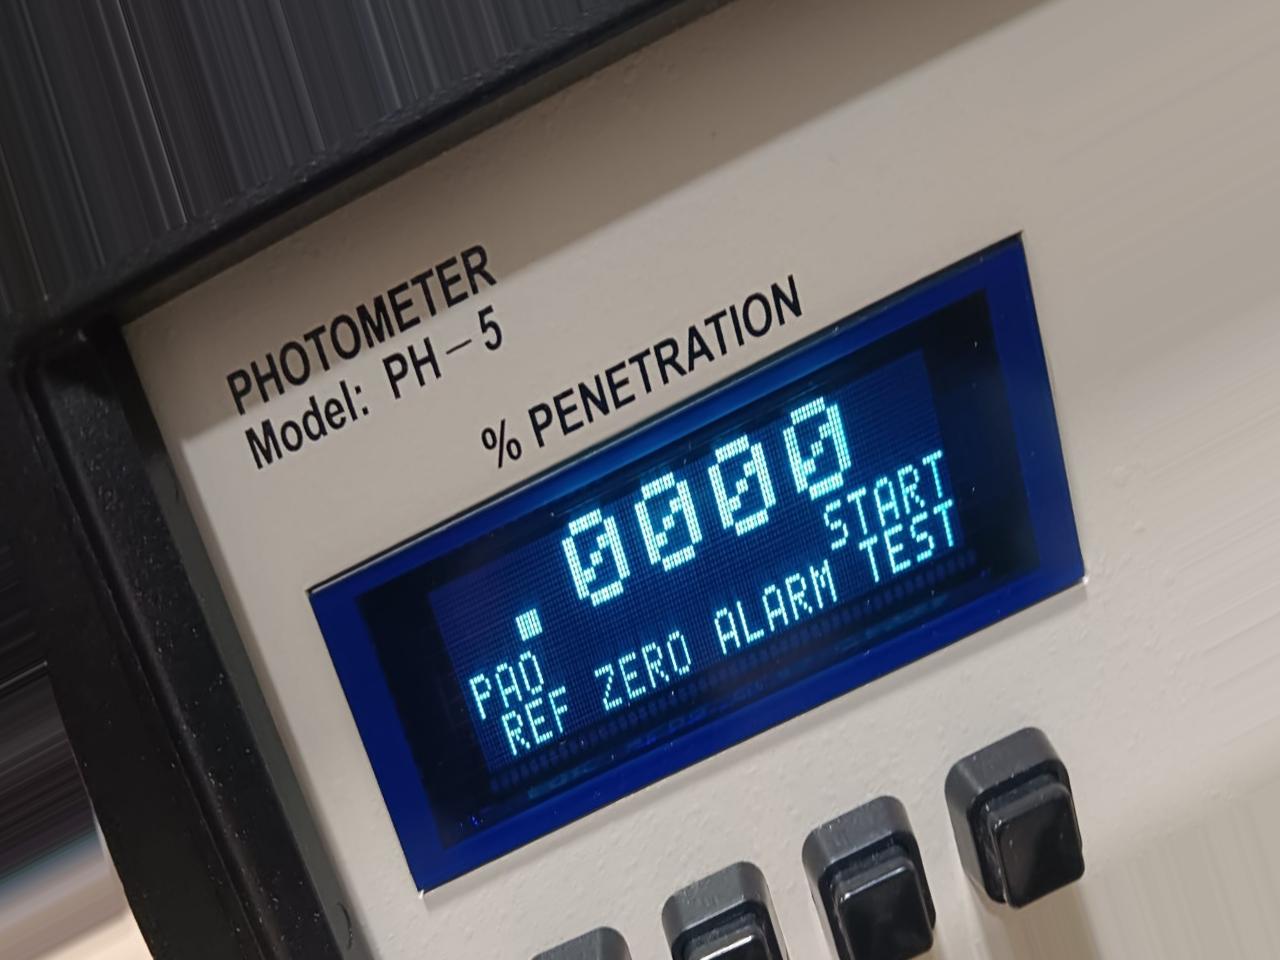 PHOTOMETER
Model: PH-5
% PENETRATION
.0000
START
PAO TEST
REF ZERO ALARM